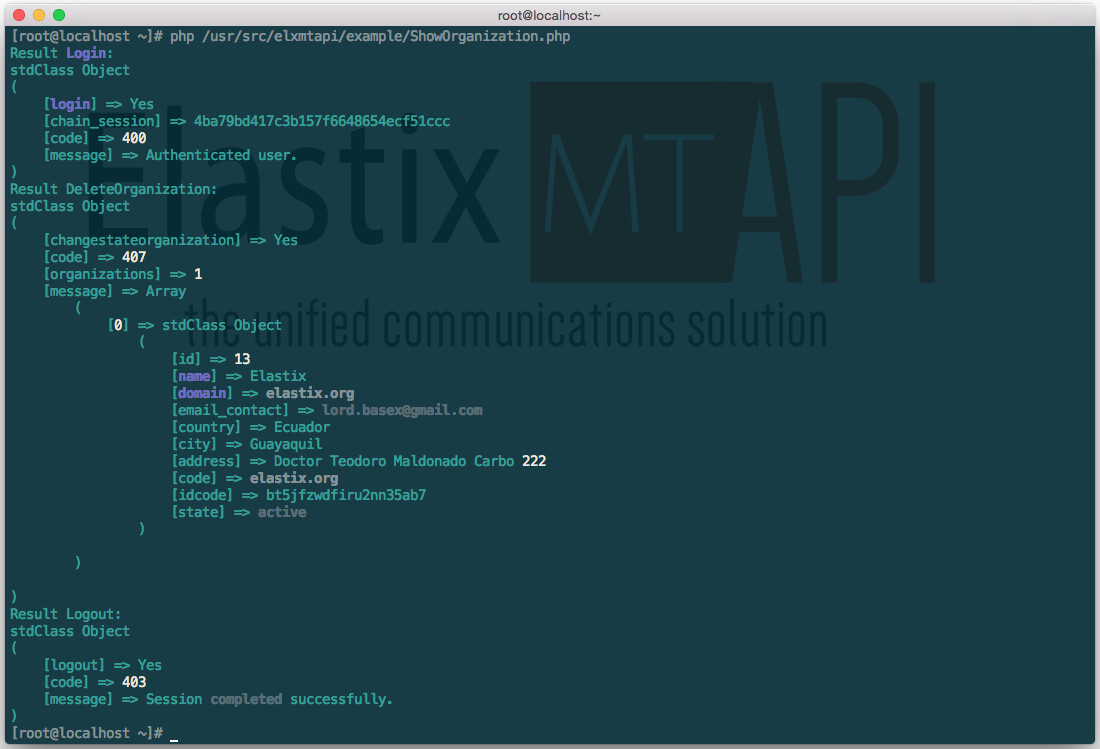 root@localhost:~
[root@localhost ~]# php /usr/src/elxmtapi/example/ShowOrganization.php
Result Login:
stdClass Object
(
    [login] => Yes
    [chain_session] => 4ba79bd417c3b157f6648654ecf51ccc
    [code] => 400
    [message] => Authenticated user.
)
Result DeleteOrganization:
stdClass Object
(
    [changestateorganization] => Yes
    [code] => 407
    [organizations] => 1
    [message] => Array
        (
            [0] => stdClass Object
                (
                    [id] => 13
                    [name] => Elastix
                    [domain] => elastix.org
                    [email_contact] => lord.basex@gmail.com
                    [country] => Ecuador
                    [city] => Guayaquil
                    [address] => Doctor Teodoro Maldonado Carbo 222
                    [code] => elastix.org
                    [idcode] => bt5jfzwdfiru2nn35ab7
                    [state] => active
                )

        )

)
Result Logout:
stdClass Object
(
    [logout] => Yes
    [code] => 403
    [message] => Session completed successfully.
)
[root@localhost ~]# _
Elastix MT API
the unified communications solution